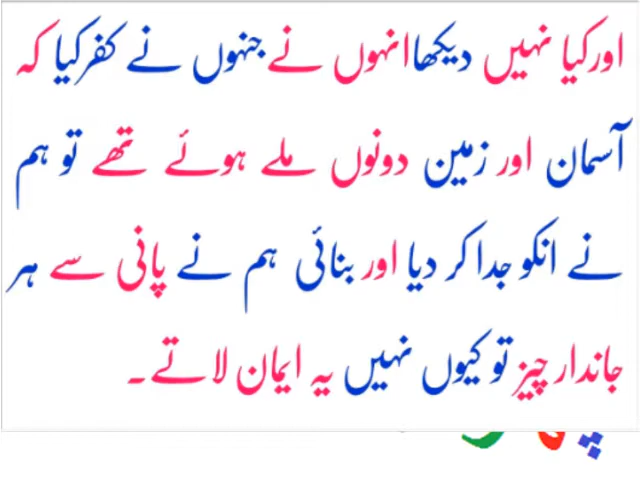 اور کیا نہیں دیکھا انہوں نے جنہوں نے کفر کیا کہ
آسمان اور زمین دونوں ملے ہوئے تھے تو ہم
نے انکو جدا کر دیا اور بنائی ہم نے پانی سے ہر
جاندار چیز تو کیوں نہیں یہ ایمان لاتے۔